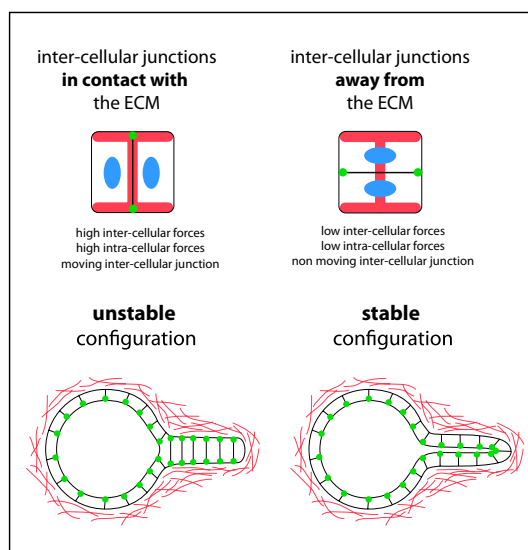 inter-cellular junctions
in contact with
the ECM
high inter-cellular forces
high intra-cellular forces
moving inter-cellular junction
unstable
configuration
inter-cellular junctions
away from
the ECM
low inter-cellular forces
low intra-cellular forces
non moving inter-cellular junction
stable
configuration